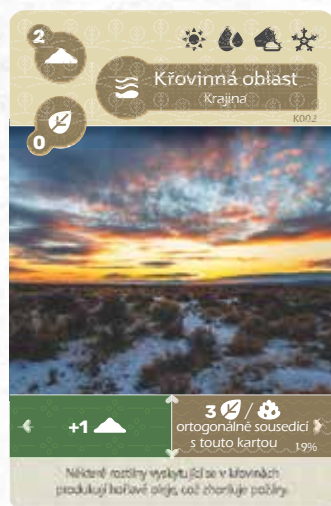 2
Křovinná oblast
Krajina
K002
0
+1
3 /
ortogonálně sousedící
s touto kartou
19%
Některé rostliny vyskytující se v křovinách
produkují hořlavé oleje, což zhoršuje požáry.